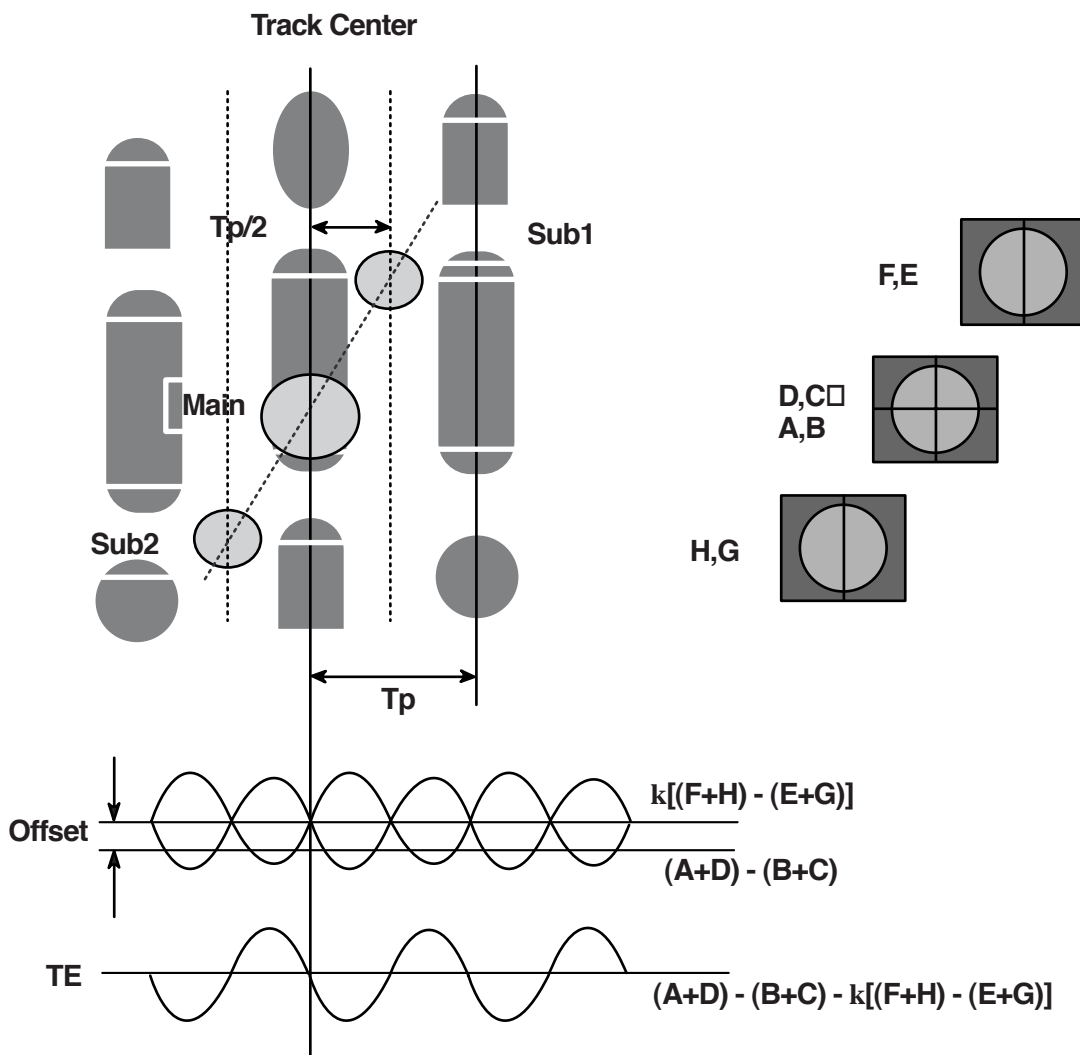 Track Center
Tp/2
Sub1
F,E
Main
D,C□
A,B
Sub2
H,G
Tp
k[(F+H) - (E+G)]
Offset
(A+D) - (B+C)
TE
(A+D) - (B+C) - k[(F+H) - (E+G)]